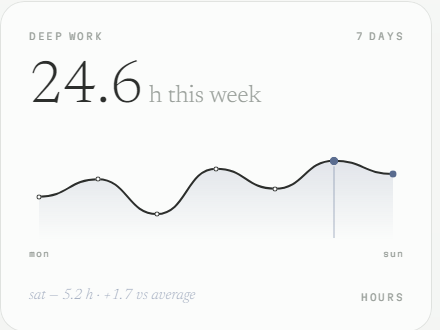 DEEP WORK 7 DAYS
24.6 h this week
mon sun
sat — 5.2 h · +1.7 vs average HOURS